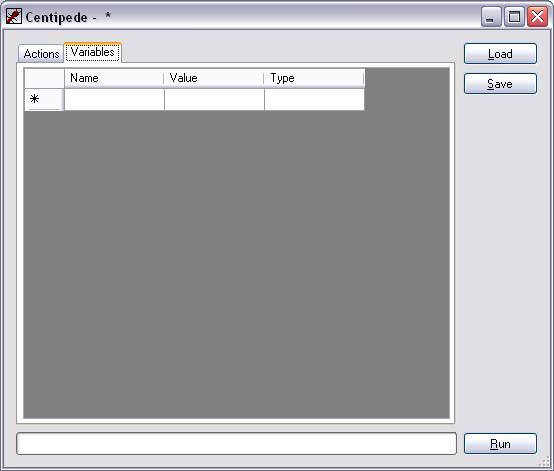 Centipede - *
Actions Variables
Load
Save
Name Value Type
*
Run